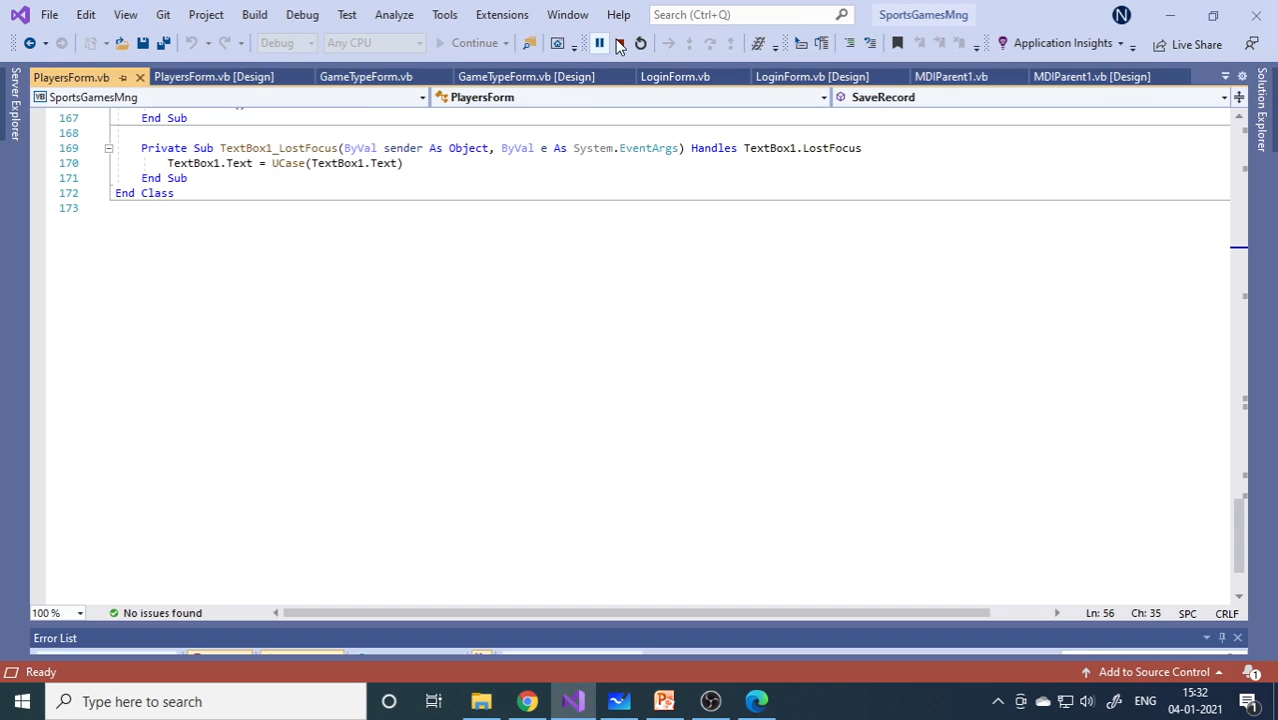 File Edit View Git Project Build Debug Test Analyze Tools Extensions Window Help Search (Ctrl+Q) SportsGamesMng N
Debug Any CPU Continue Application Insights Live Share
PlayersForm.vb PlayersForm.vb [Design] GameTypeForm.vb GameTypeForm.vb [Design] LoginForm.vb LoginForm.vb [Design] MDIParent1.vb MDIParent1.vb [Design]
SportsGamesMng PlayersForm SaveRecord
Server Explorer
Solution Explorer
167 End Sub
168
169 Private Sub TextBox1_LostFocus(ByVal sender As Object, ByVal e As System.EventArgs) Handles TextBox1.LostFocus
170 TextBox1.Text = UCase(TextBox1.Text)
171 End Sub
172 End Class
173
100 % No issues found Ln: 56 Ch: 35 SPC CRLF
Error List
Ready Add to Source Control 1
Type here to search ENG 15:32
04-01-2021 1